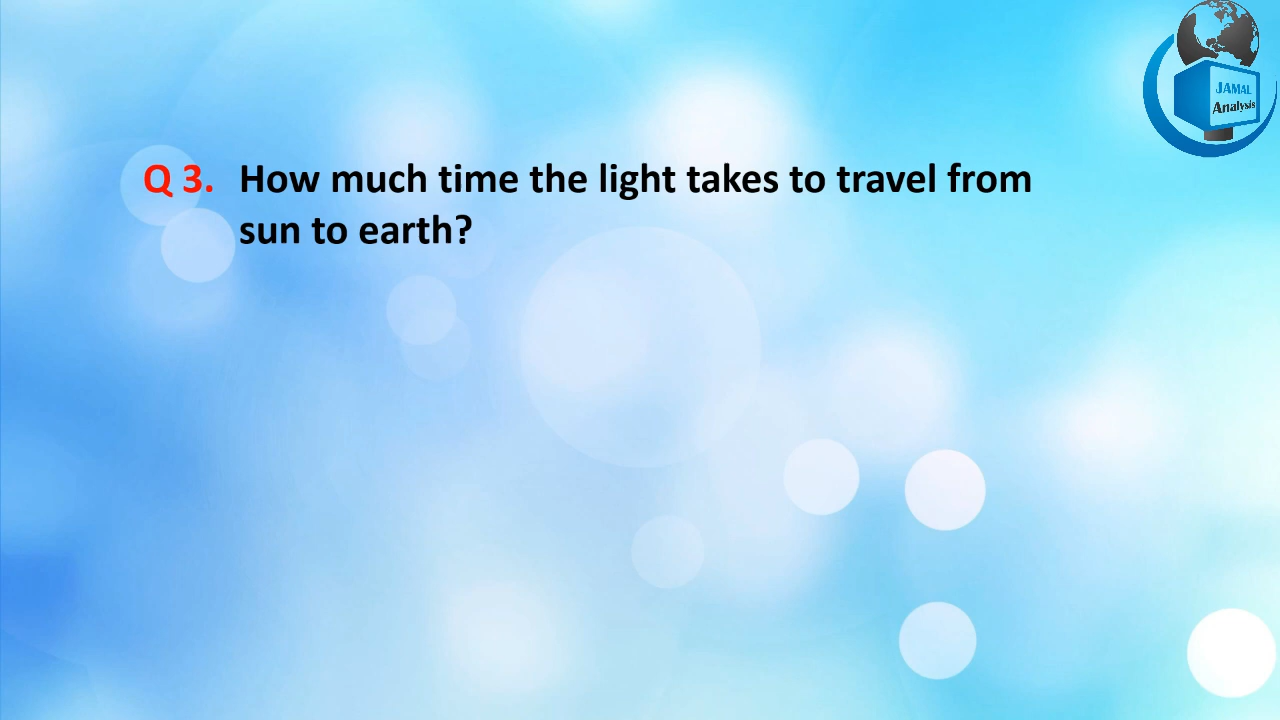 JAMAL
Analysis
Q 3. How much time the light takes to travel from
sun to earth?